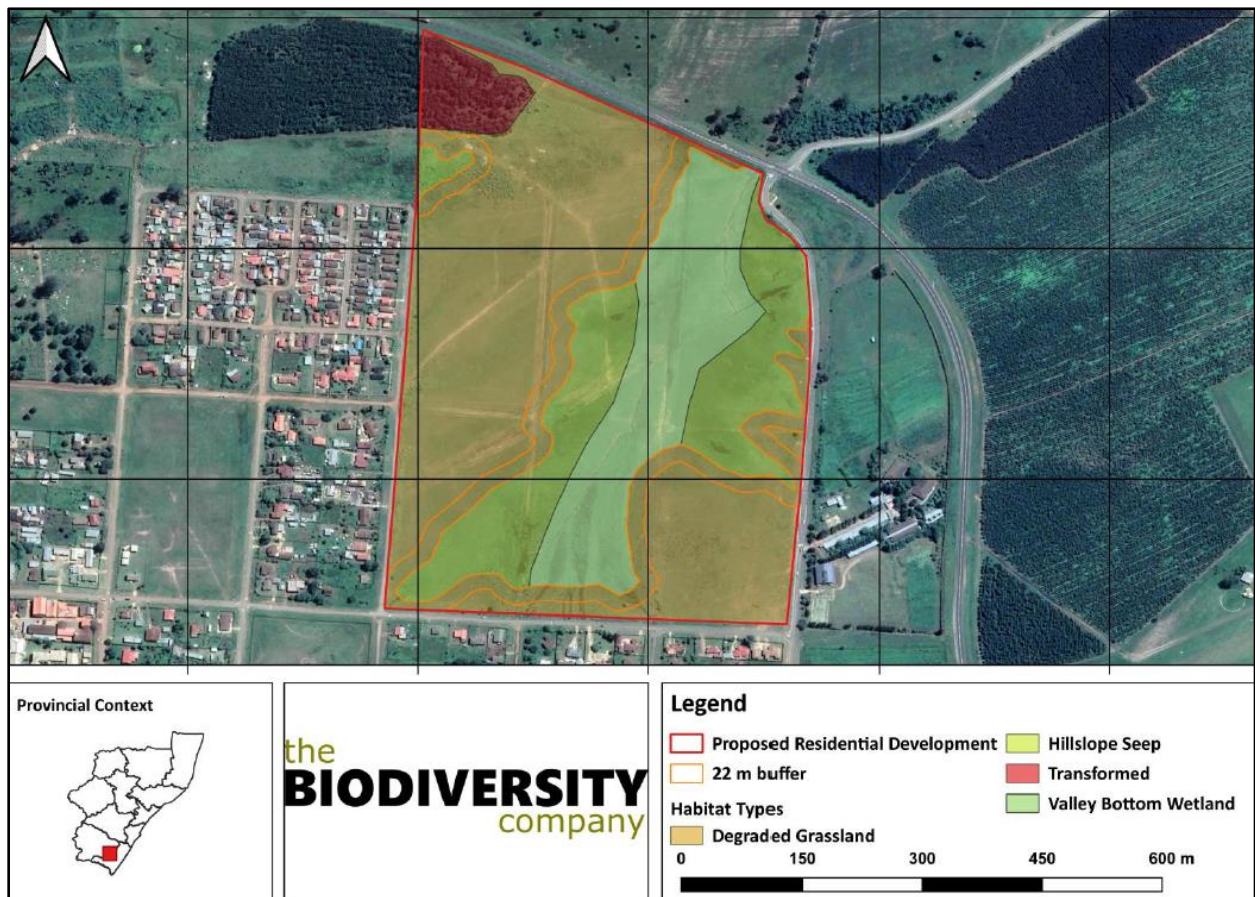 Provincial Context
the
BIODIVERSITY
company
Legend
Proposed Residential Development
22 m buffer
Habitat Types
Degraded Grassland
Hillslope Seep
Transformed
Valley Bottom Wetland
0 150 300 450 600 m